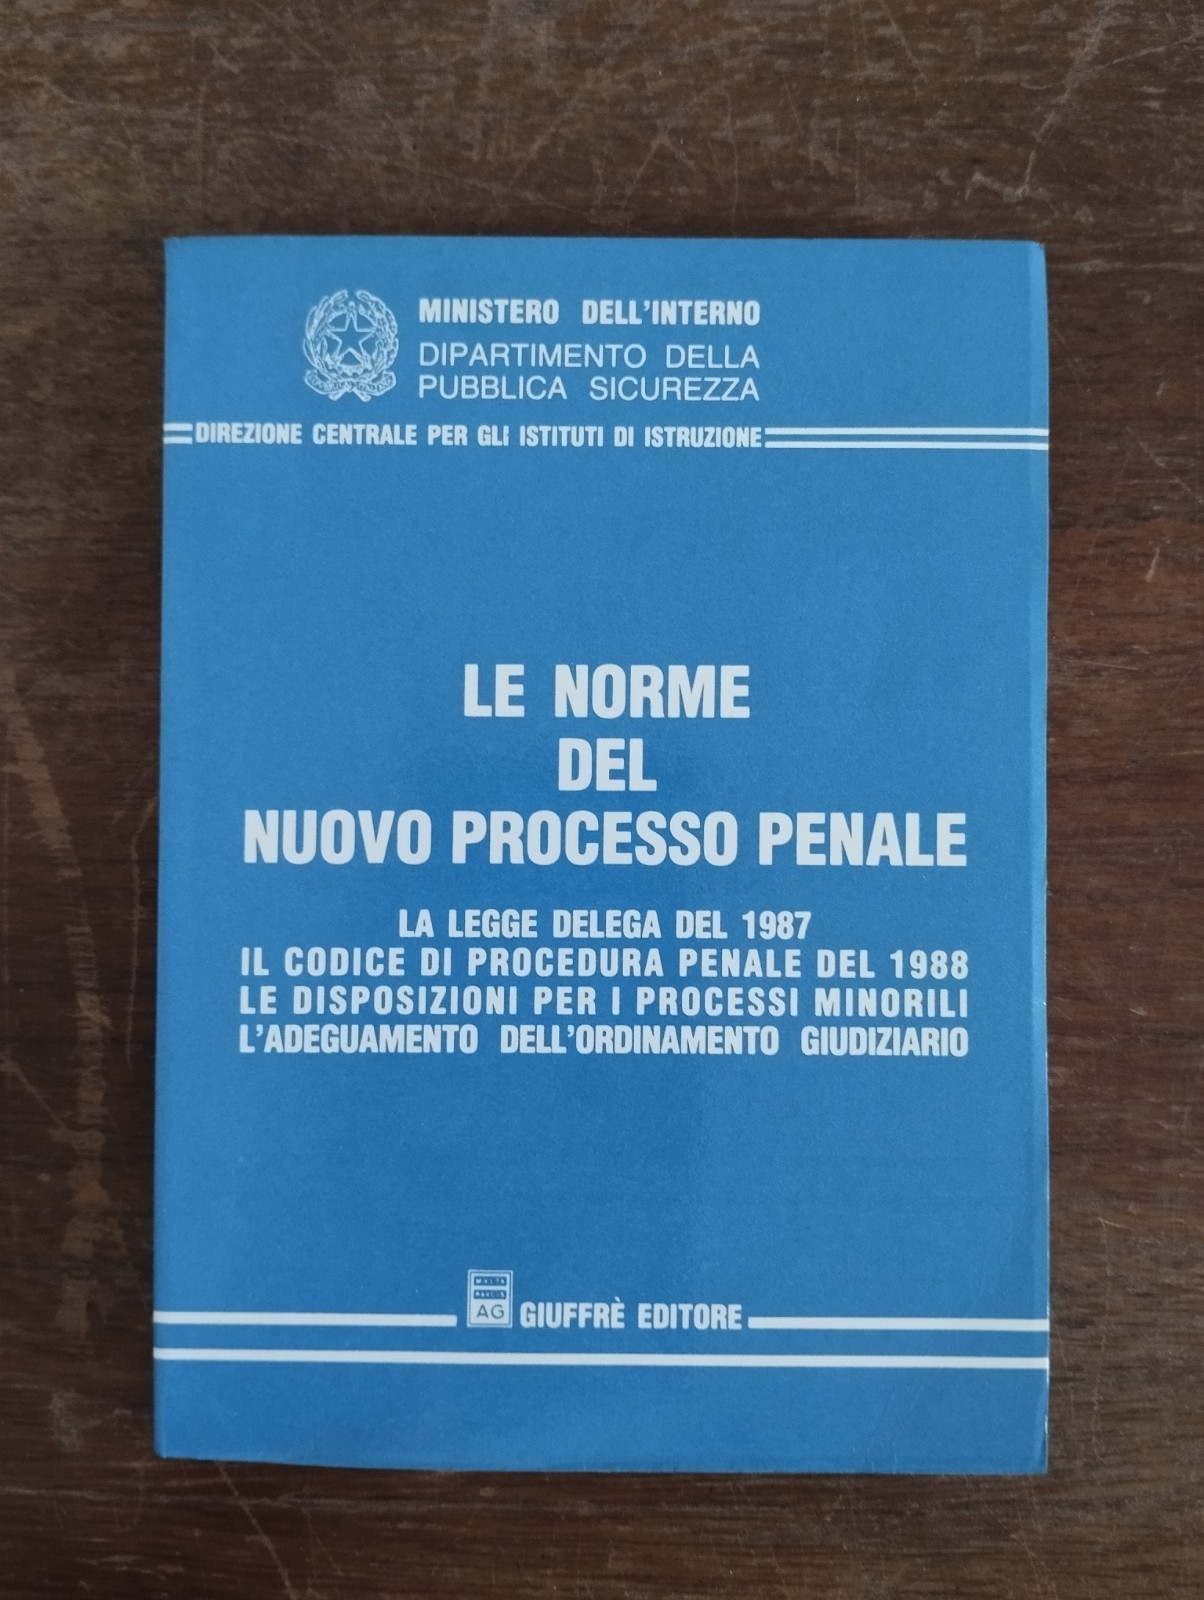 MINISTERO DELL'INTERNO
DIPARTIMENTO DELLA
PUBBLICA SICUREZZA
DIREZIONE CENTRALE PER GLI ISTITUTI DI ISTRUZIONE
LE NORME
DEL
NUOVO PROCESSO PENALE
LA LEGGE DELEGA DEL 1987
IL CODICE DI PROCEDURA PENALE DEL 1988
LE DISPOSIZIONI PER I PROCESSI MINORILI
L'ADEGUAMENTO DELL'ORDINAMENTO GIUDIZIARIO
AG GIUFFRÈ EDITORE